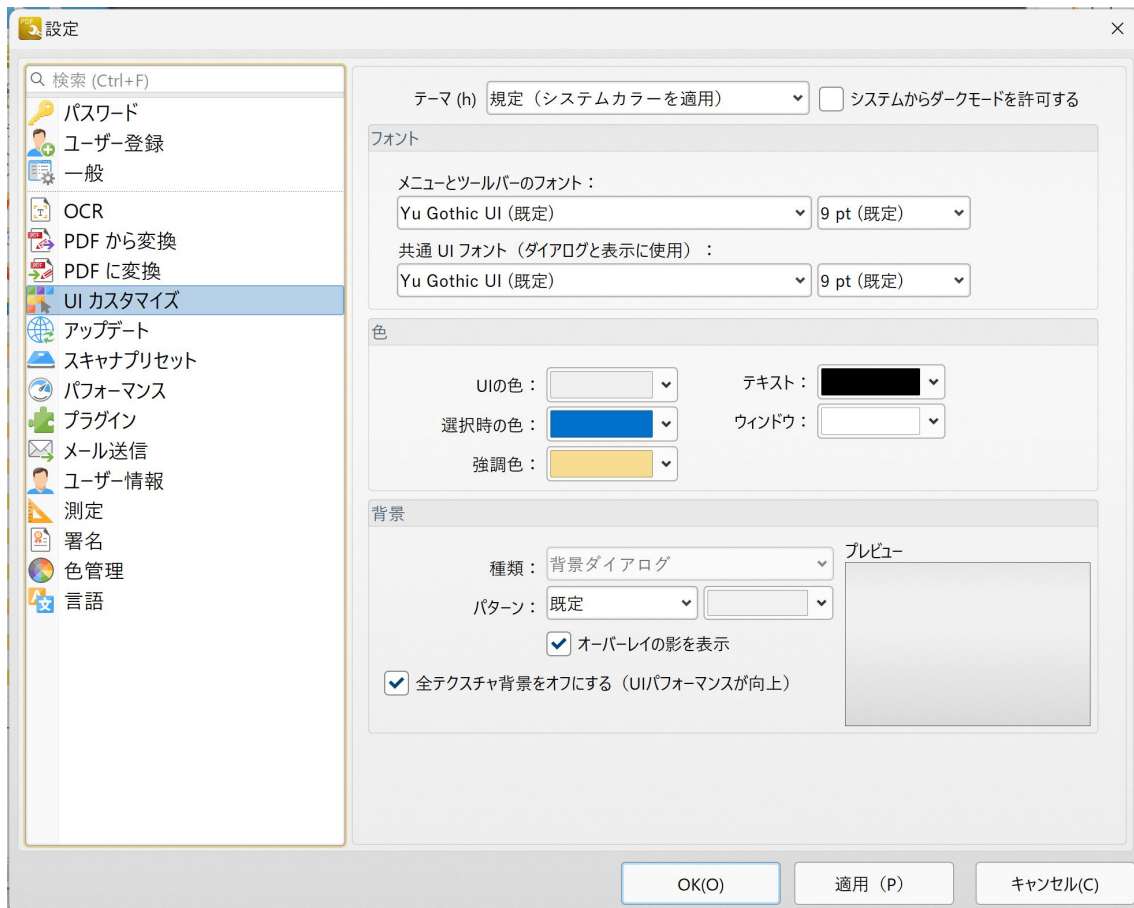 設定
検索 (Ctrl+F)
パスワード
ユーザー登録
一般
OCR
PDF から変換
PDF に変換
UI カスタマイズ
アップデート
スキャナプリセット
パフォーマンス
プラグイン
メール送信
ユーザー情報
測定
署名
色管理
言語
テーマ (h) 規定（システムカラーを適用） システムからダークモードを許可する
フォント
メニューとツールバーのフォント：
Yu Gothic UI (既定) 9 pt (既定)
共通 UI フォント（ダイアログと表示に使用）：
Yu Gothic UI (既定) 9 pt (既定)
色
UIの色： テキスト：
選択時の色： ウィンドウ：
強調色：
背景
種類： 背景ダイアログ プレビュー
パターン： 既定
オーバーレイの影を表示
全テクスチャ背景をオフにする（UIパフォーマンスが向上）
OK(O) 適用（P） キャンセル(C)